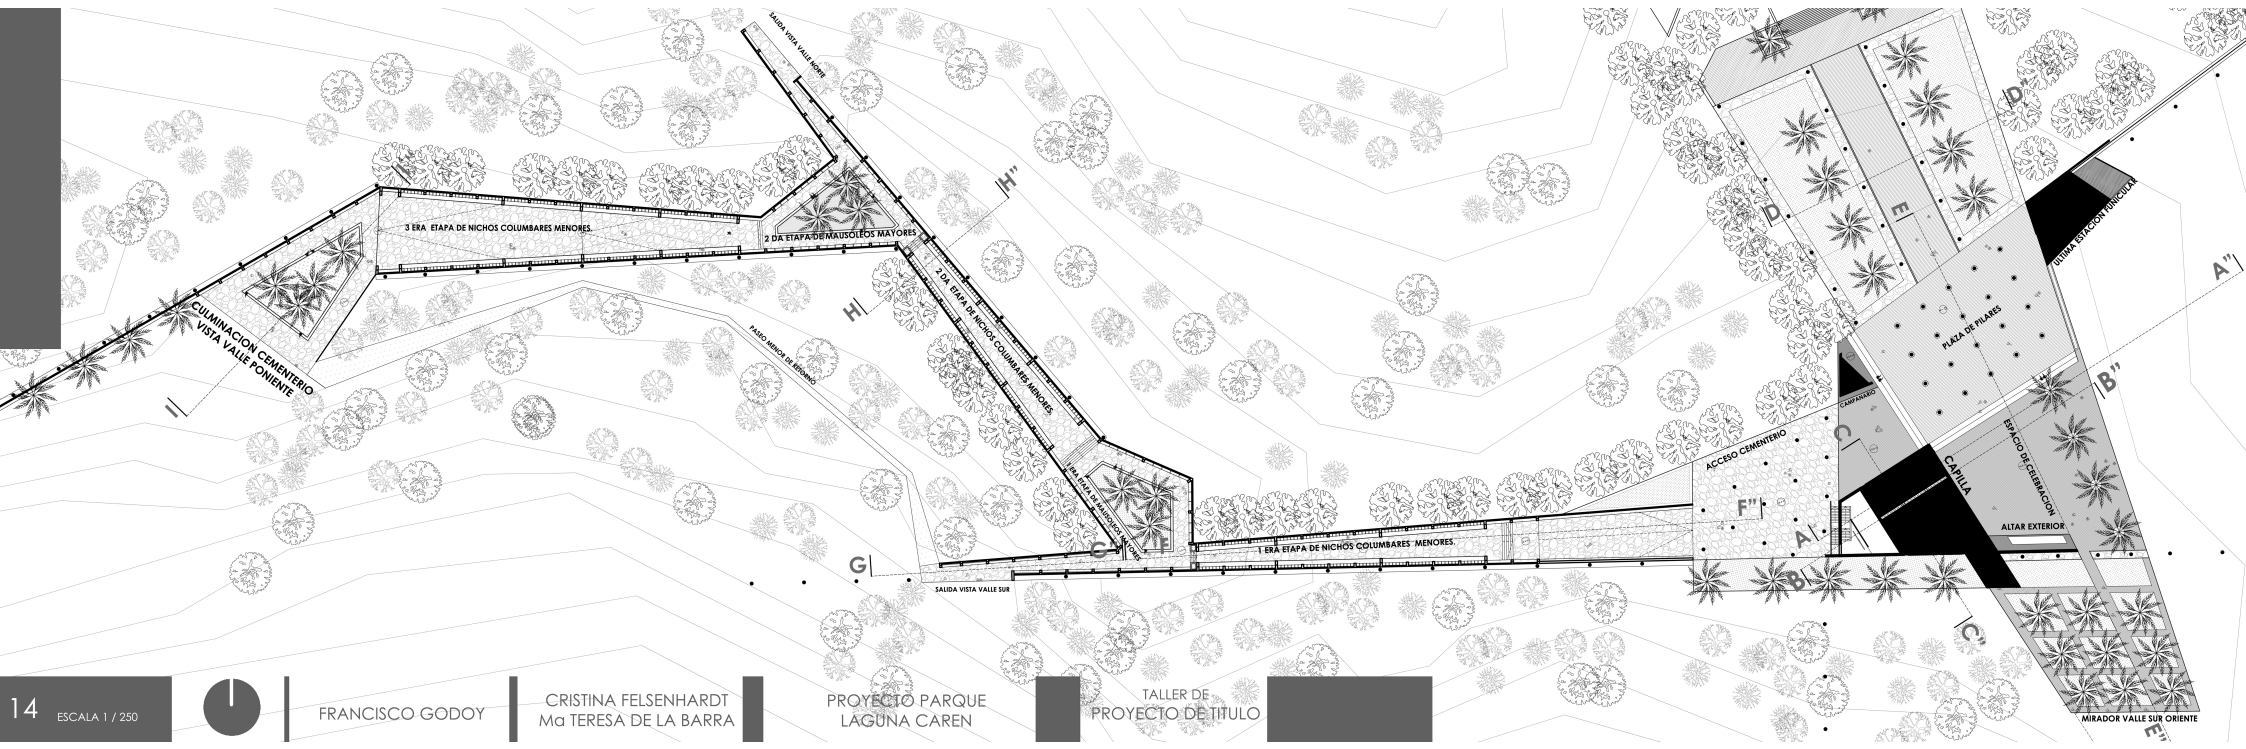 SALIDA VISTA VALLE NORTE
3 ERA ETAPA DE NICHOS COLUMBARES MENORES.
2 DA ETAPA DE MAUSOLEOS MAYORES
H"
H
2 DA ETAPA DE NICHOS COLUMBARES MENORES
CULMINACION CEMENTERIO
VISTA VALLE PONIENTE
I
PASEO MENOR DE RETORNO
1 ERA ETAPA DE MAUSOLEOS MAYORES
G
G"
F
SALIDA VISTA VALLE SUR
1 ERA ETAPA DE NICHOS COLUMBARES MENORES.
F"
ACCESO CEMENTERIO
D
D
E
ULTIMA ESTACION FUNICULAR
A"
PLAZA DE PILARES
B"
CAMPANARIO
C
CAPILLA
ESPACIO DE CELEBRACION
ALTAR EXTERIOR
A
B
C"
MIRADOR VALLE SUR ORIENTE
E"
14
ESCALA 1 / 250
FRANCISCO GODOY
CRISTINA FELSENHARDT
Ma TERESA DE LA BARRA
PROYECTO PARQUE
LAGUNA CAREN
TALLER DE
PROYECTO DE TITULO